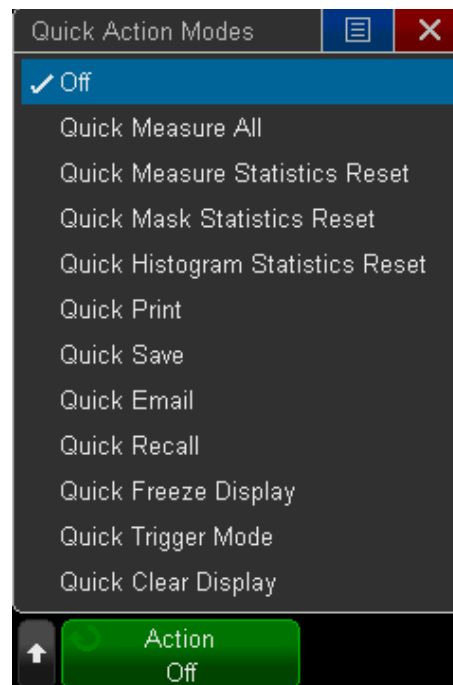 Quick Action Modes
Off
Quick Measure All
Quick Measure Statistics Reset
Quick Mask Statistics Reset
Quick Histogram Statistics Reset
Quick Print
Quick Save
Quick Email
Quick Recall
Quick Freeze Display
Quick Trigger Mode
Quick Clear Display
Action
Off